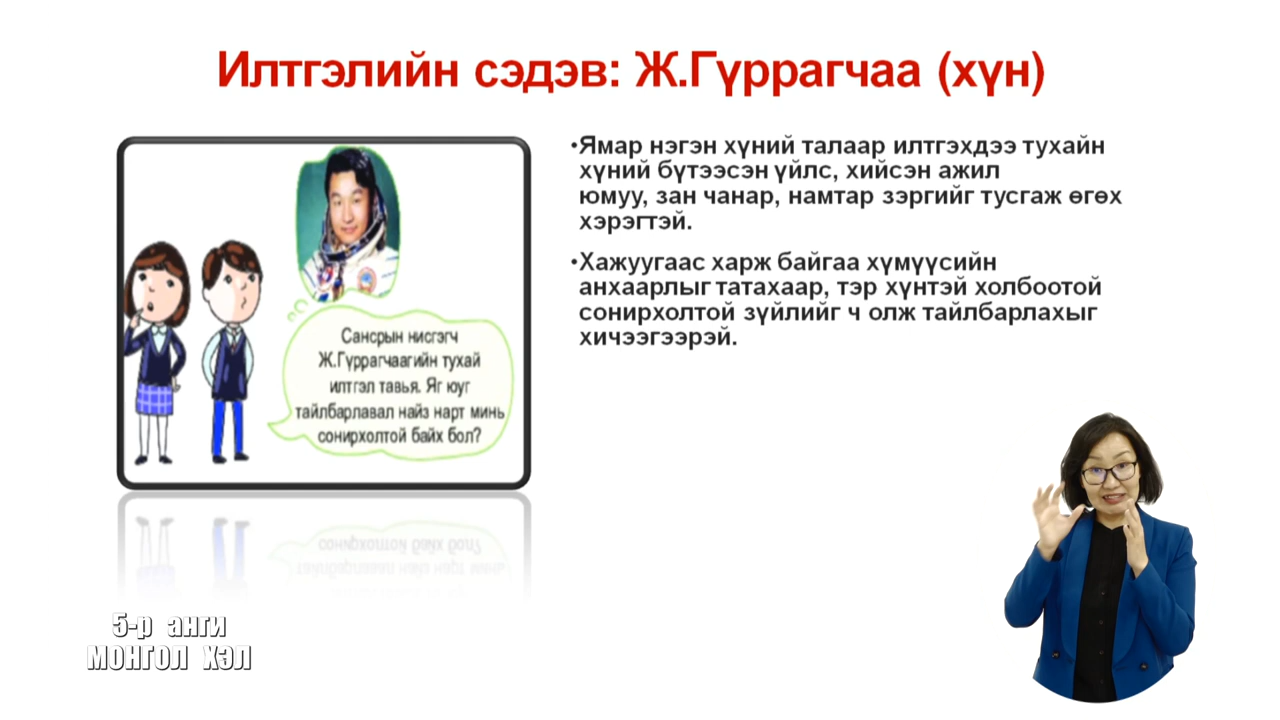 Илтгэлийн сэдэв: Ж.Гүррагчаа (хүн)
Сансрын нисгэгч
Ж.Гүррагчаагийн тухай
илтгэл тавья. Яг юуг
тайлбарлавал найз нарт минь
сонирхолтой байх бол?
•Ямар нэгэн хүний талаар илтгэхдээ тухайн
хүний бүтээсэн үйлс, хийсэн ажил
юмуу, зан чанар, намтар зэргийг тусгаж өгөх
хэрэгтэй.
•Хажуугаас харж байгаа хүмүүсийн
анхаарлыг татахаар, тэр хүнтэй холбоотой
сонирхолтой зүйлийг ч олж тайлбарлахыг
хичээгээрэй.
5-р анги
МОНГОЛ ХЭЛ